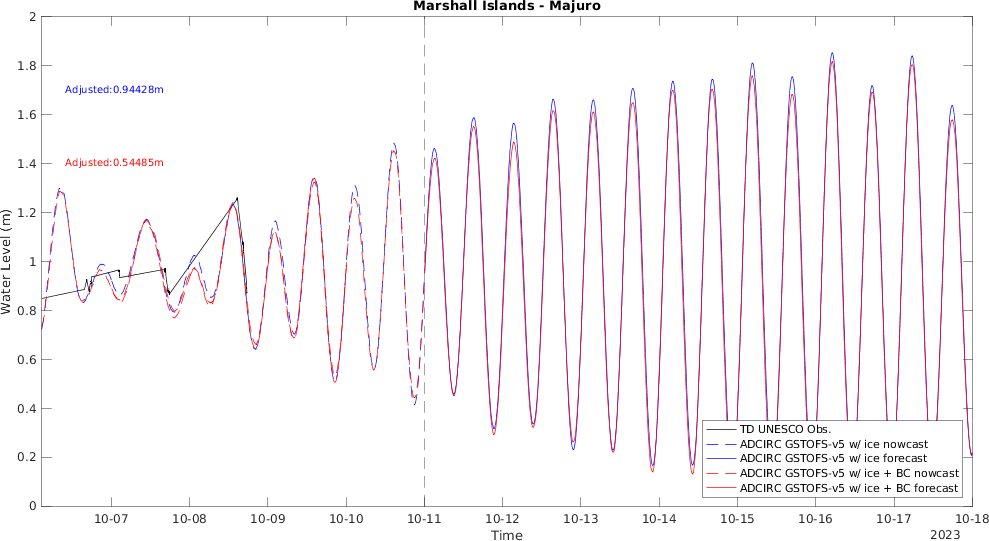 Marshall Islands - Majuro
Water Level (m)
2
1.8
1.6
1.4
1.2
1
0.8
0.6
0.4
0.2
0
Adjusted:0.94428m
Adjusted:0.54485m
TD UNESCO Obs.
ADCIRC GSTOFS-v5 w/ ice nowcast
ADCIRC GSTOFS-v5 w/ ice forecast
ADCIRC GSTOFS-v5 w/ ice + BC nowcast
ADCIRC GSTOFS-v5 w/ ice + BC forecast
10-07 10-08 10-09 10-10 10-11 10-12 10-13 10-14 10-15 10-16 10-17 10-18
Time
2023